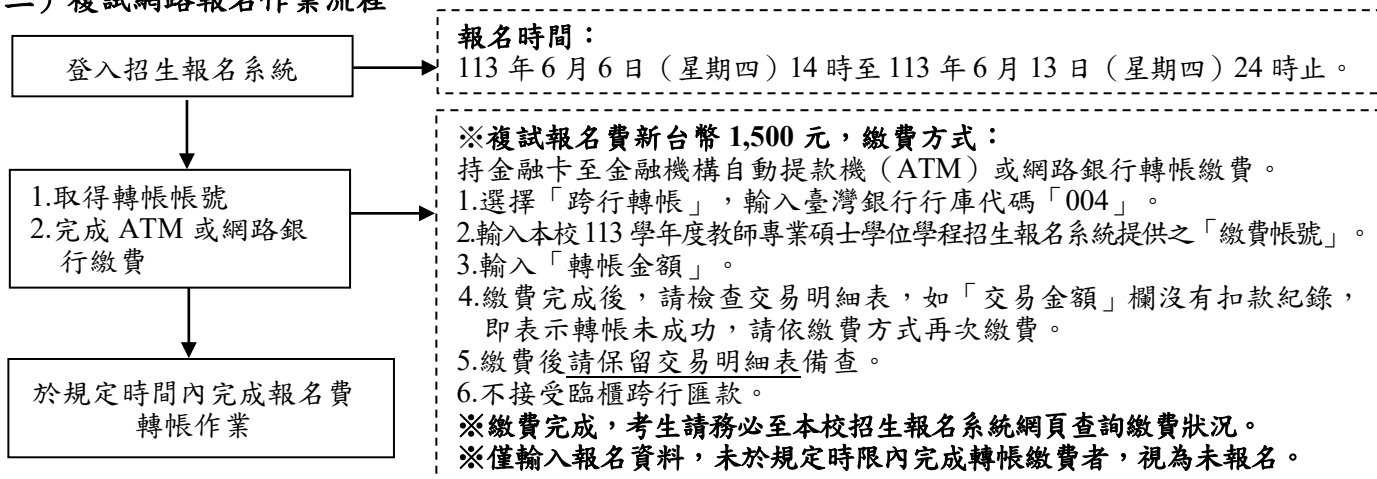 二）複試網路報名作業流程
登入招生報名系統
報名時間：
113 年 6 月 6 日（星期四）14 時至 113 年 6 月 13 日（星期四）24 時止。
1.取得轉帳帳號
2.完成 ATM 或網路銀
行繳費
※複試報名費新台幣 1,500 元，繳費方式：
持金融卡至金融機構自動提款機（ATM）或網路銀行轉帳繳費。
1.選擇「跨行轉帳」，輸入臺灣銀行行庫代碼「004」。
2.輸入本校 113 學年度教師專業碩士學位學程招生報名系統提供之「繳費帳號」。
3.輸入「轉帳金額」。
4.繳費完成後，請檢查交易明細表，如「交易金額」欄沒有扣款紀錄，
即表示轉帳未成功，請依繳費方式再次繳費。
5.繳費後請保留交易明細表備查。
6.不接受臨櫃跨行匯款。
※繳費完成，考生請務必至本校招生報名系統網頁查詢繳費狀況。
※僅輸入報名資料，未於規定時限內完成轉帳繳費者，視為未報名。
於規定時間內完成報名費
轉帳作業